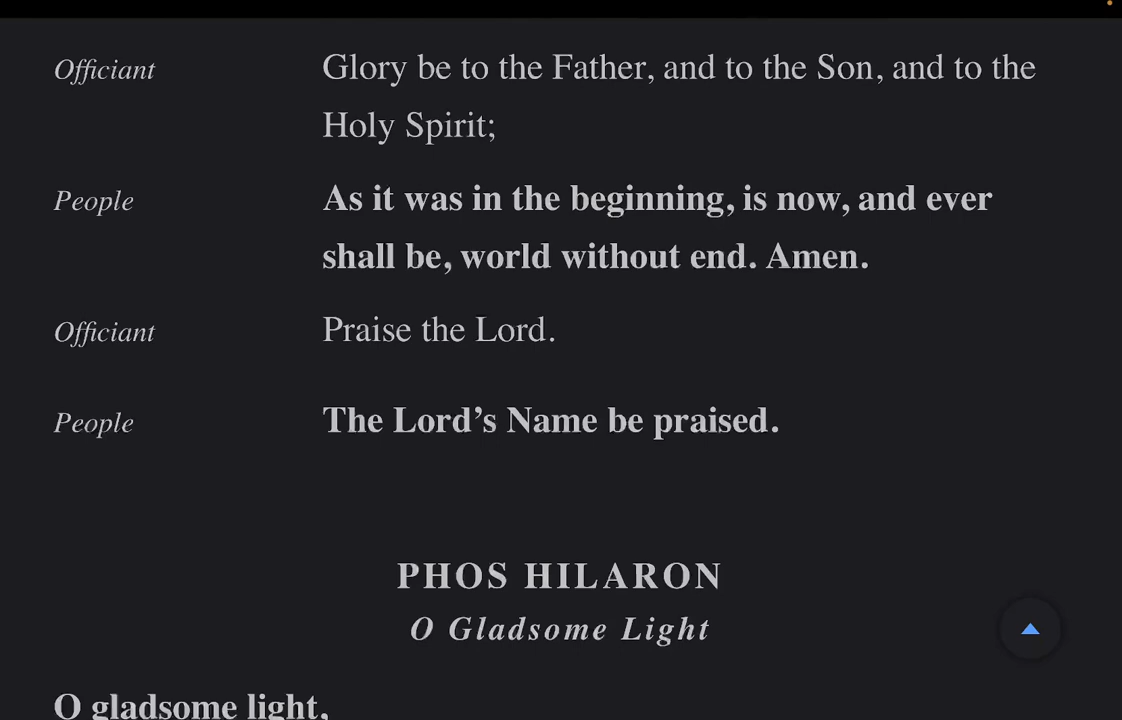 Officiant Glory be to the Father, and to the Son, and to the
Holy Spirit;
People As it was in the beginning, is now, and ever
shall be, world without end. Amen.
Officiant Praise the Lord.
People The Lord’s Name be praised.
PHOS HILARON
O Gladsome Light
O gladsome light,